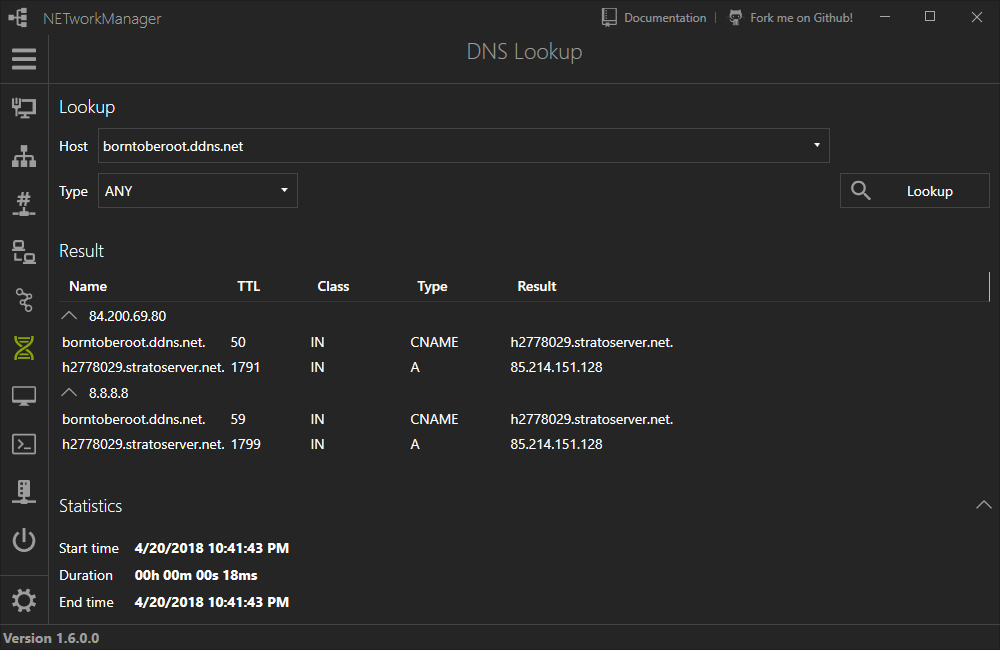 NETworkManager Documentation | Fork me on Github!
DNS Lookup
Lookup
Host borntoberoot.ddns.net
Type ANY Lookup
Result
Name TTL Class Type Result
84.200.69.80
borntoberoot.ddns.net. 50 IN CNAME h2778029.stratoserver.net.
h2778029.stratoserver.net. 1791 IN A 85.214.151.128
8.8.8.8
borntoberoot.ddns.net. 59 IN CNAME h2778029.stratoserver.net.
h2778029.stratoserver.net. 1799 IN A 85.214.151.128
Statistics
Start time 4/20/2018 10:41:43 PM
Duration 00h 00m 00s 18ms
End time 4/20/2018 10:41:43 PM
Version 1.6.0.0